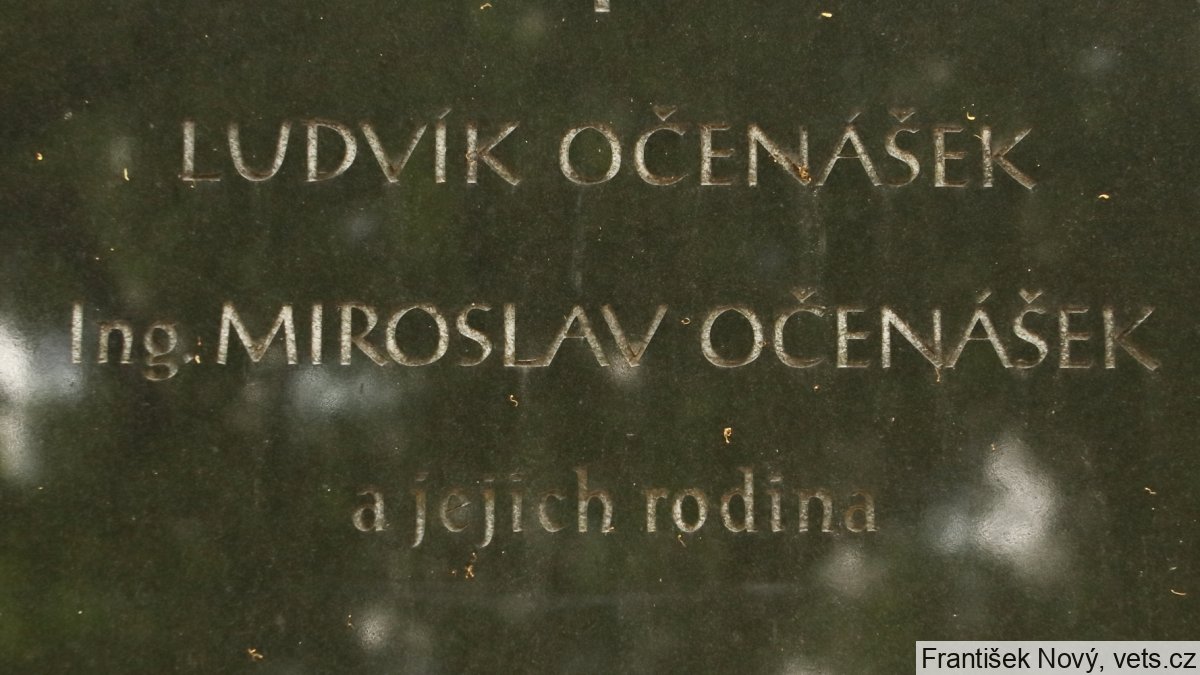 LUDVÍK OČENÁŠEK
Ing. MIROSLAV OČENÁŠEK
a jejich rodina
František Nový, vets.cz